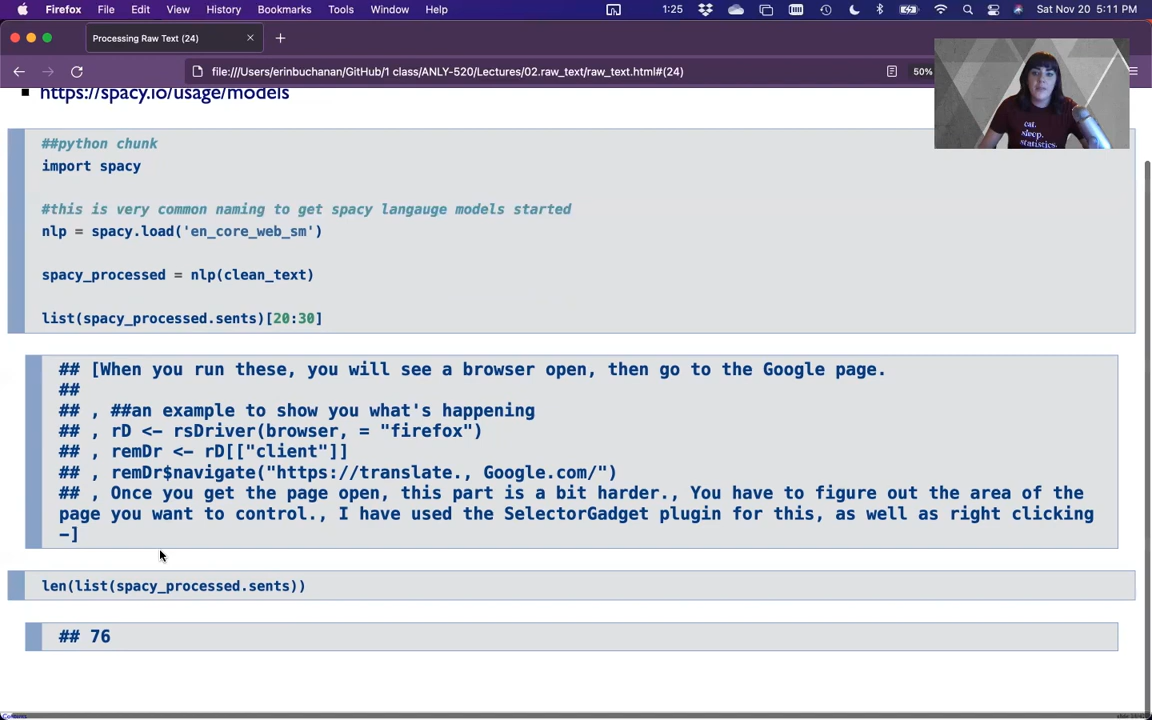 Firefox File Edit View History Bookmarks Tools Window Help 1:25 Sat Nov 20 5:11 PM
Processing Raw Text (24)
file:///Users/erinbuchanan/GitHub/1 class/ANLY-520/Lectures/02.raw_text/raw_text.html#(24) 50%
https://spacy.io/usage/models
eat.
sleep.
statistics.
##python chunk
import spacy
#this is very common naming to get spacy langauge models started
nlp = spacy.load('en_core_web_sm')
spacy_processed = nlp(clean_text)
list(spacy_processed.sents)[20:30]
## [When you run these, you will see a browser open, then go to the Google page.
##
## , ##an example to show you what's happening
## , rD <- rsDriver(browser, = "firefox")
## , remDr <- rD[["client"]]
## , remDr$navigate("https://translate., Google.com/")
## , Once you get the page open, this part is a bit harder., You have to figure out the area of the
page you want to control., I have used the SelectorGadget plugin for this, as well as right clicking
-]
len(list(spacy_processed.sents))
## 76